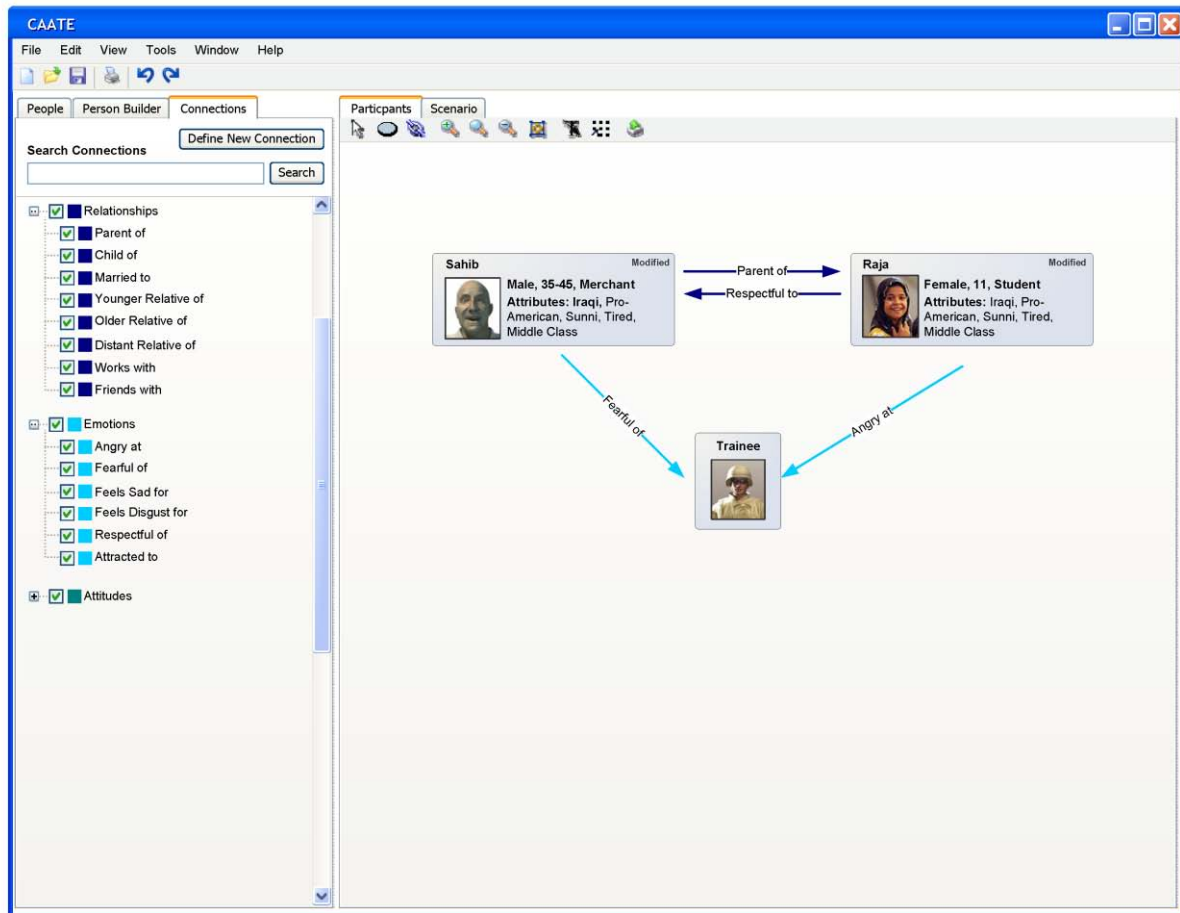 CAATE
File Edit View Tools Window Help
People Person Builder Connections
Define New Connection
Search Connections
Search
Relationships
Parent of
Child of
Married to
Younger Relative of
Older Relative of
Distant Relative of
Works with
Friends with
Emotions
Angry at
Fearful of
Feels Sad for
Feels Disgust for
Respectful of
Attracted to
Attitudes
Particpants Scenario
Sahib Modified
Male, 35-45, Merchant
Attributes: Iraqi, Pro-
American, Sunni, Tired,
Middle Class
Parent of
Respectful to
Raja Modified
Female, 11, Student
Attributes: Iraqi, Pro-
American, Sunni, Tired,
Middle Class
Fearful of
Angry at
Trainee